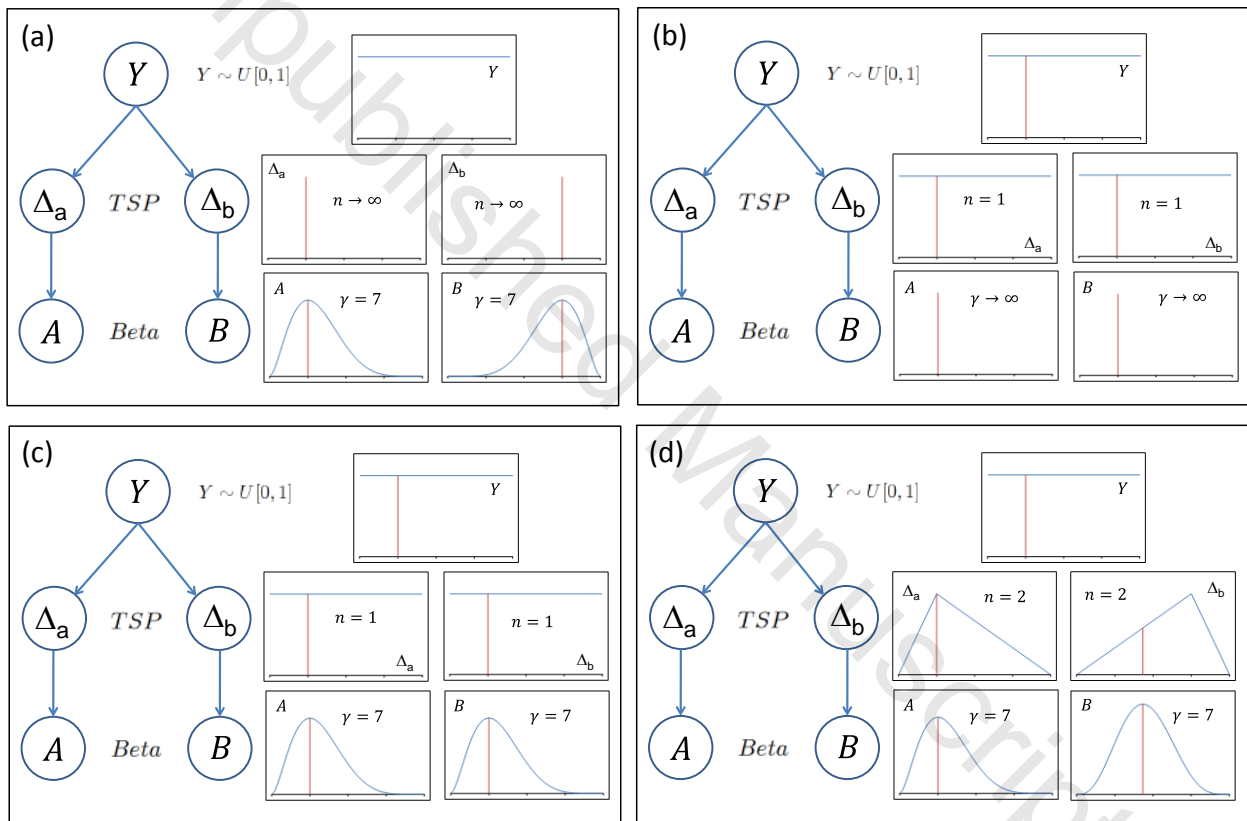 (a)
Y
Y ~ U[0, 1]
Y
Δa
TSP
Δb
Δa
n → ∞
Δb
n → ∞
A
Beta
B
A
γ = 7
B
γ = 7
(b)
Y
Y ~ U[0, 1]
Y
Δa
TSP
Δb
n = 1
Δa
n = 1
Δb
A
Beta
B
A
γ → ∞
B
γ → ∞
(c)
Y
Y ~ U[0, 1]
Y
Δa
TSP
Δb
n = 1
Δa
n = 1
Δb
A
Beta
B
A
γ = 7
B
γ = 7
(d)
Y
Y ~ U[0, 1]
Y
Δa
TSP
Δb
Δa
n = 2
n = 2
Δb
A
Beta
B
A
γ = 7
B
γ = 7
published Manuscript